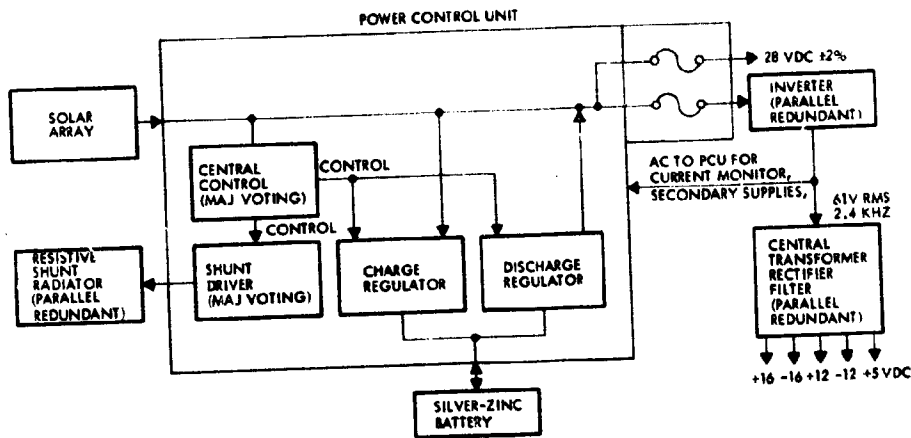 POWER CONTROL UNIT
28 VDC ±2%
SOLAR
ARRAY
INVERTER
(PARALLEL
REDUNDANT)
CENTRAL
CONTROL
(MAJ VOTING)
CONTROL
AC TO PCU FOR
CURRENT MONITOR,
SECONDARY SUPPLIES,
61V RMS
2.4 KHZ
CONTROL
RESISTIVE
SHUNT
RADIATOR
(PARALLEL
REDUNDANT)
SHUNT
DRIVER
(MAJ VOTING)
CHARGE
REGULATOR
DISCHARGE
REGULATOR
CENTRAL
TRANSFORMER
RECTIFIER
FILTER
(PARALLEL
REDUNDANT)
+16 -16 +12 -12 +5 VDC
SILVER-ZINC
BATTERY